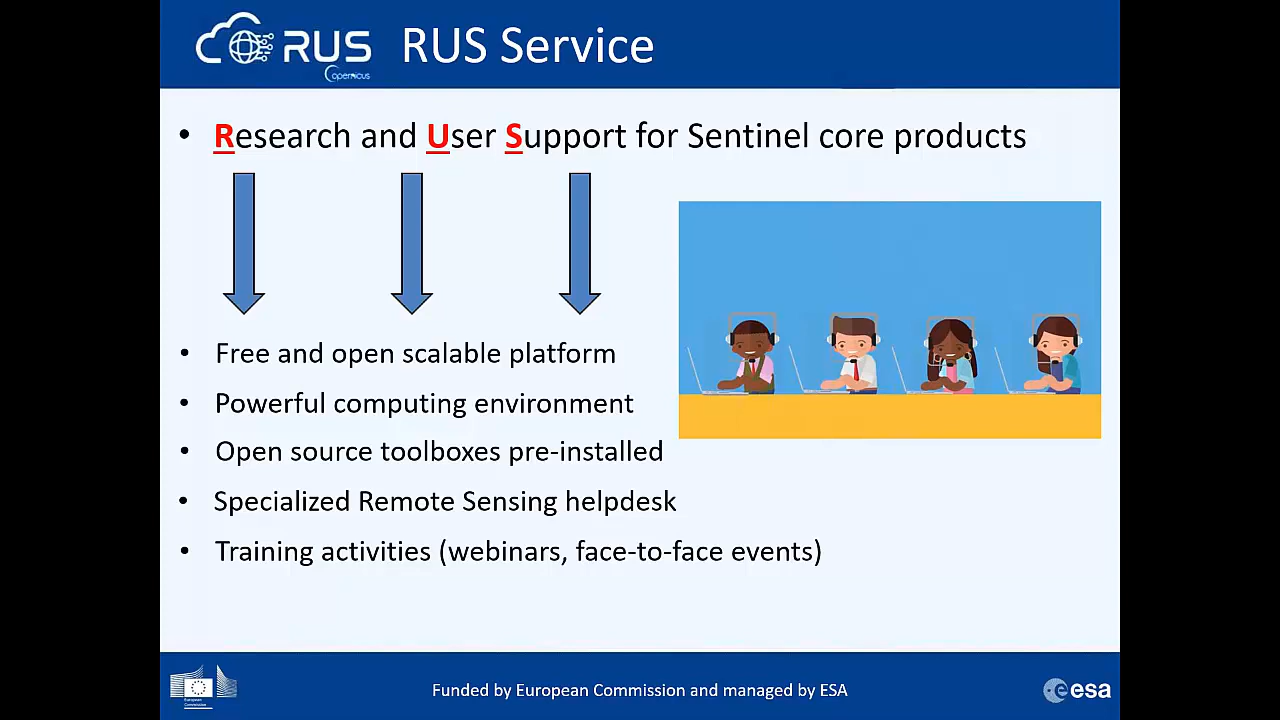 RUS
Copernicus
RUS Service
• Research and User Support for Sentinel core products
• Free and open scalable platform
• Powerful computing environment
• Open source toolboxes pre-installed
• Specialized Remote Sensing helpdesk
• Training activities (webinars, face-to-face events)
European
Commission
Funded by European Commission and managed by ESA
esa